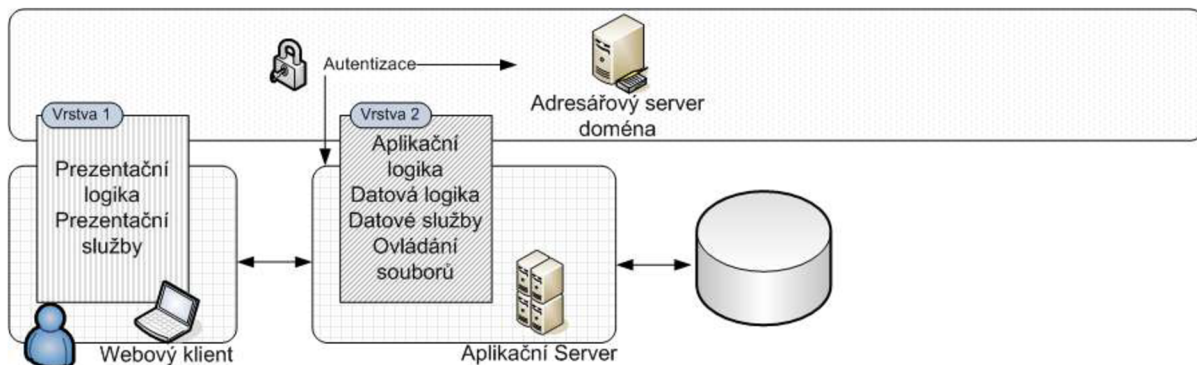 Autentizace
Adresářový server
doména
Vrstva 1
Prezentační
logika
Prezentační
služby
Webový klient
Vrstva 2
Aplikační
logika
Datová logika
Datové služby
Ovládání
souborů
Aplikační Server